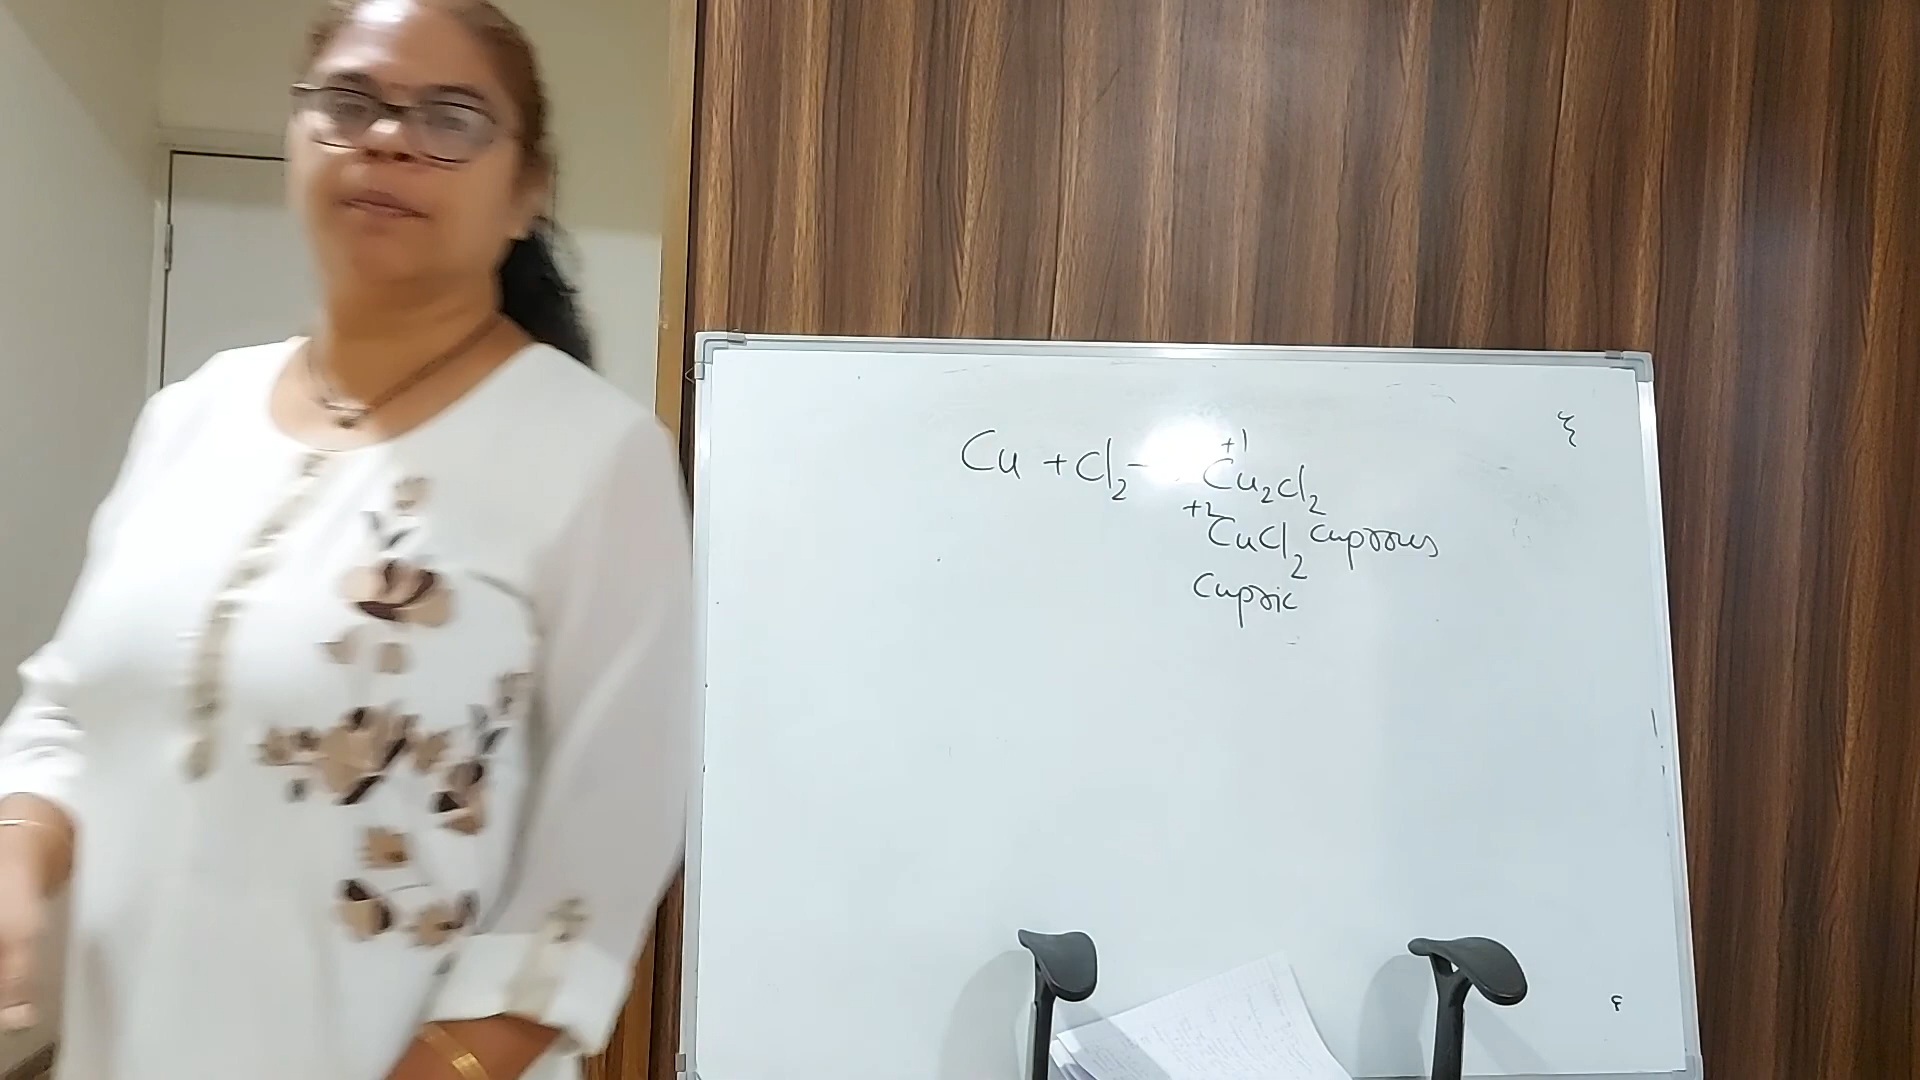 Cu + Cl₂ – +1 Cu₂Cl₂
+2 CuCl₂ cuprous
Cupric